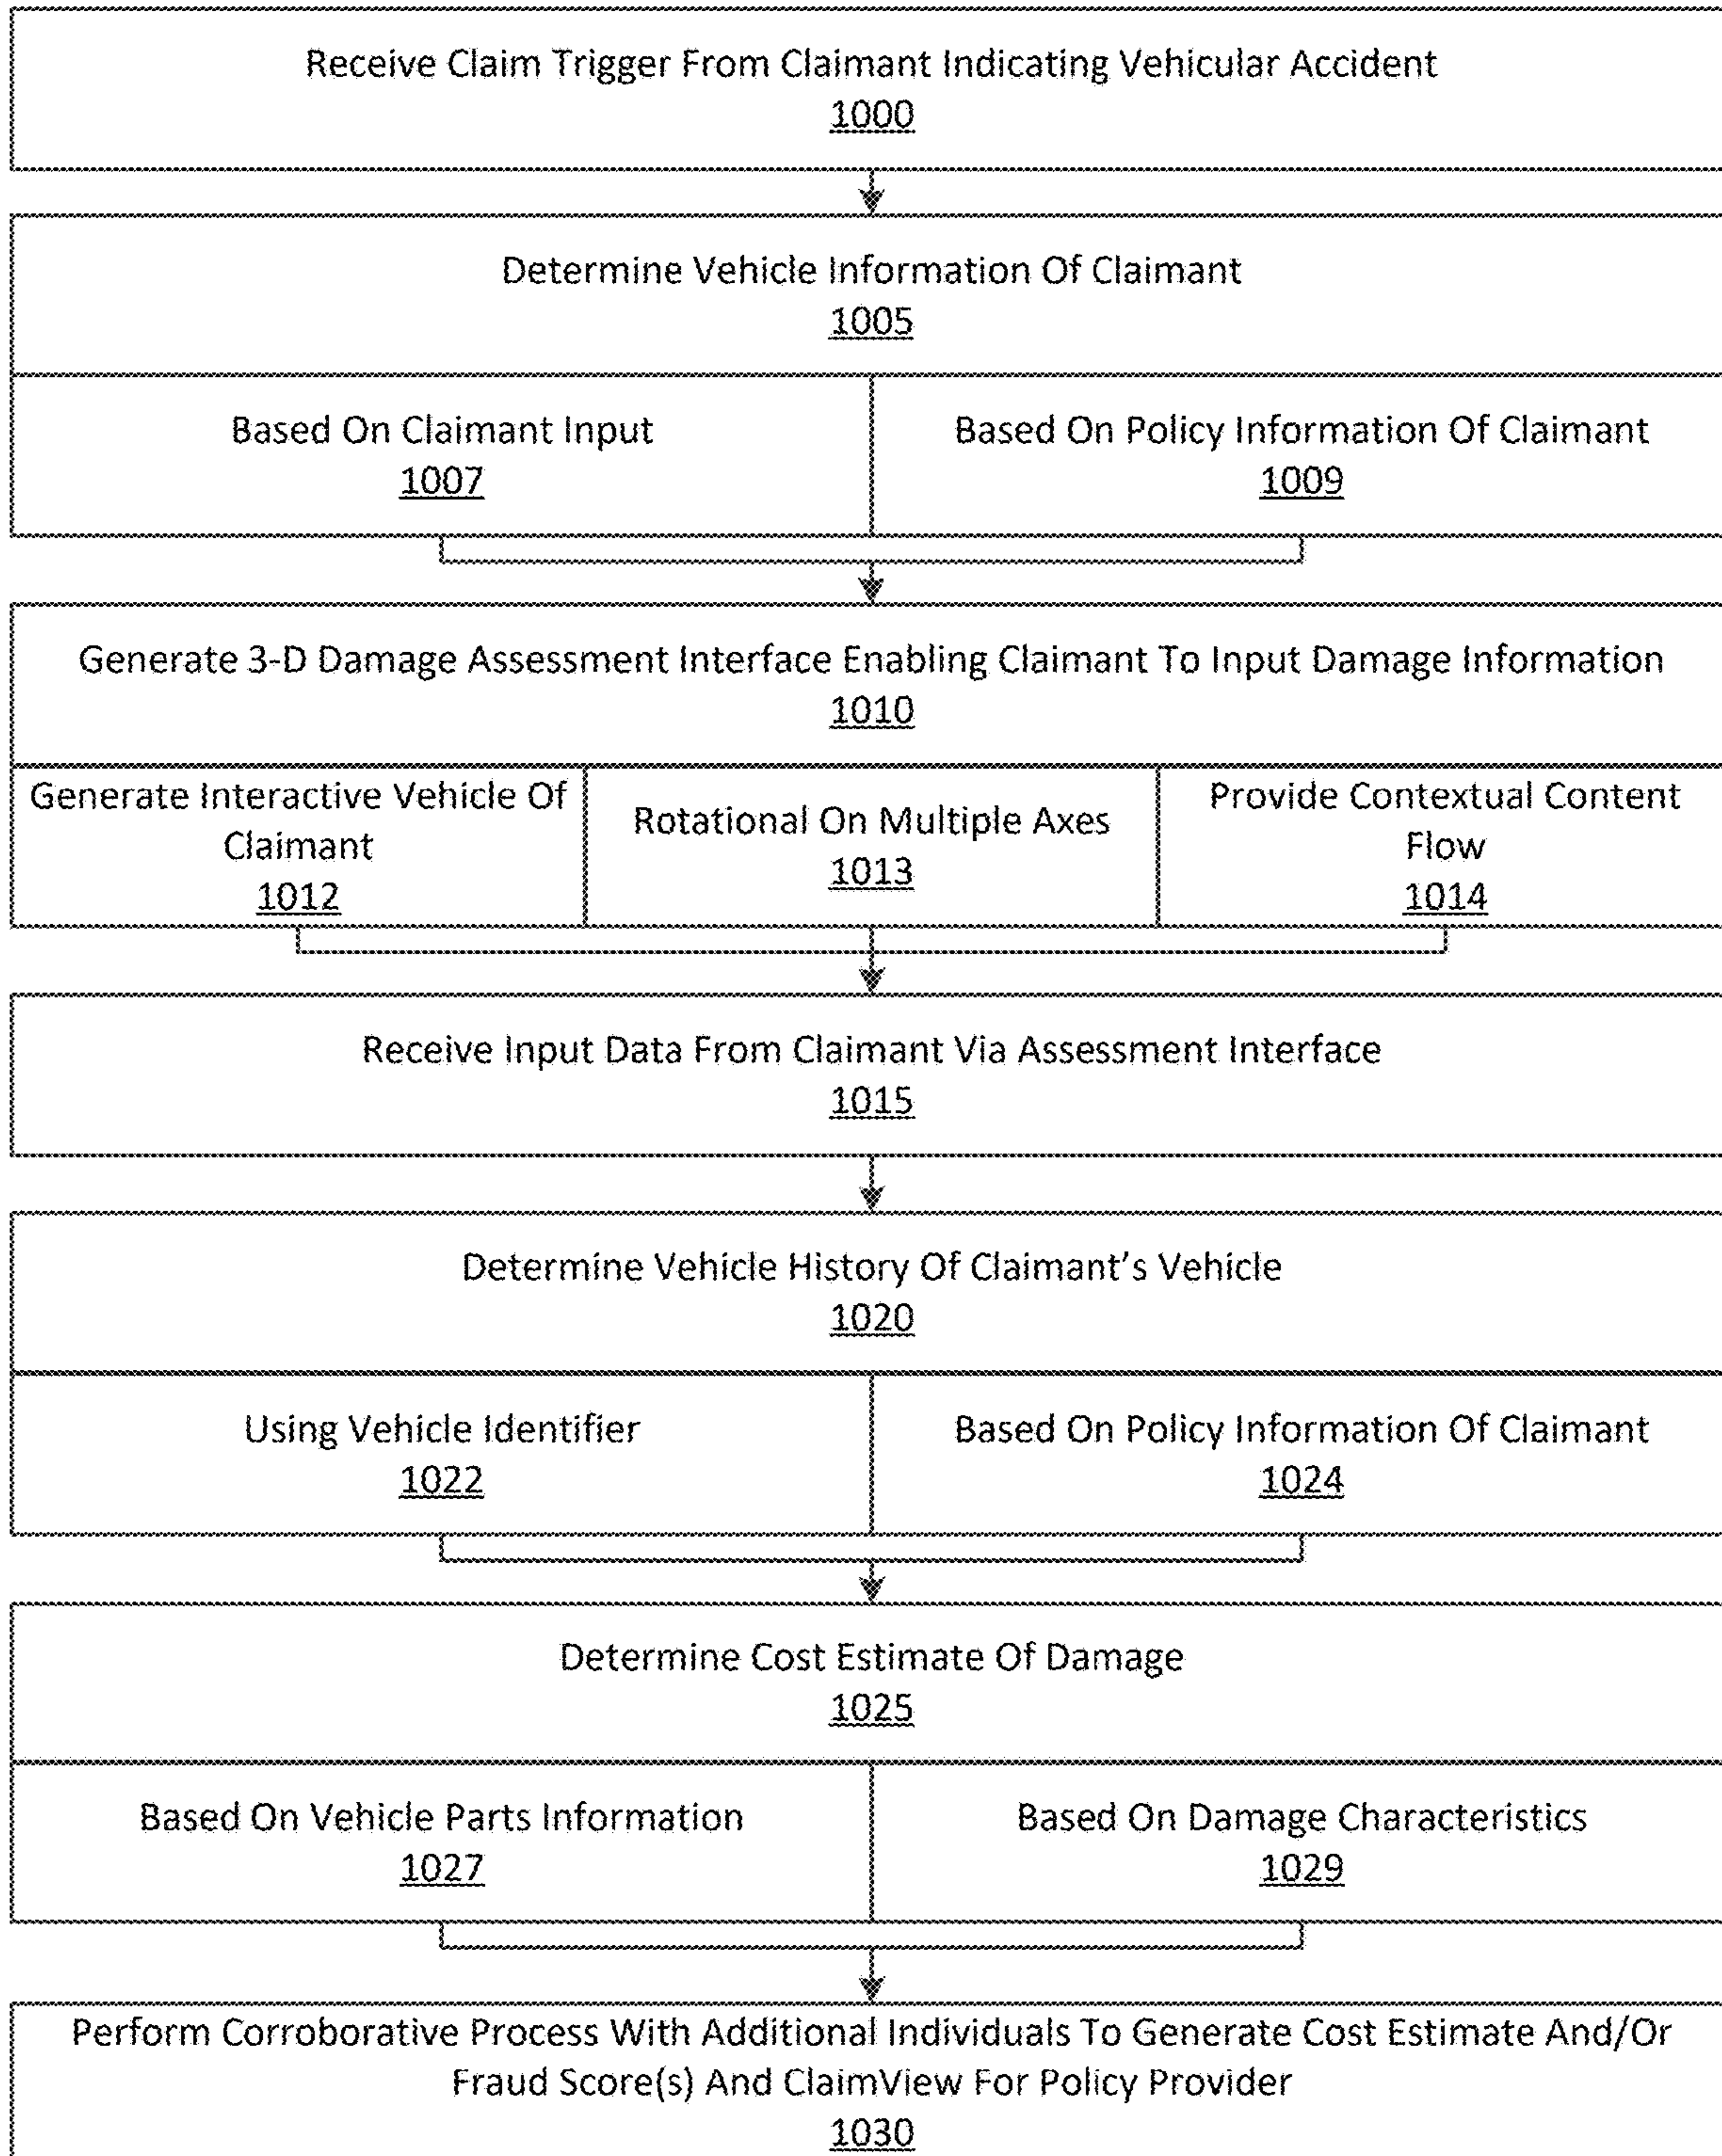 Receive Claim Trigger From Claimant Indicating Vehicular Accident
1000
Determine Vehicle Information Of Claimant
1005
Based On Claimant Input
1007
Based On Policy Information Of Claimant
1009
Generate 3-D Damage Assessment Interface Enabling Claimant To Input Damage Information
1010
Generate Interactive Vehicle Of
Claimant
1012
Rotational On Multiple Axes
1013
Provide Contextual Content
Flow
1014
Receive Input Data From Claimant Via Assessment Interface
1015
Determine Vehicle History Of Claimant's Vehicle
1020
Using Vehicle Identifier
1022
Based On Policy Information Of Claimant
1024
Determine Cost Estimate Of Damage
1025
Based On Vehicle Parts Information
1027
Based On Damage Characteristics
1029
Perform Corroborative Process With Additional Individuals To Generate Cost Estimate And/Or
Fraud Score(s) And ClaimView For Policy Provider
1030